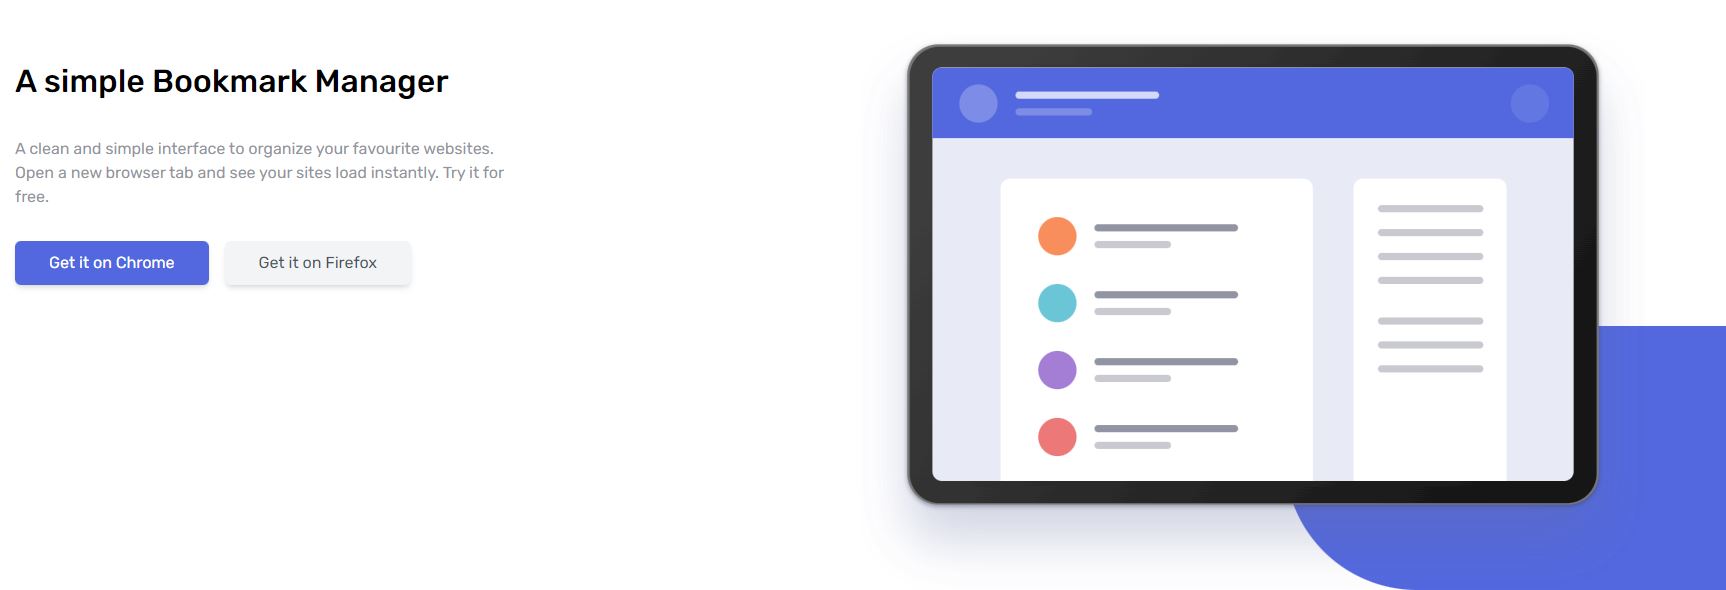 A simple Bookmark Manager
A clean and simple interface to organize your favourite websites.
Open a new browser tab and see your sites load instantly. Try it for
free.
Get it on Chrome
Get it on Firefox